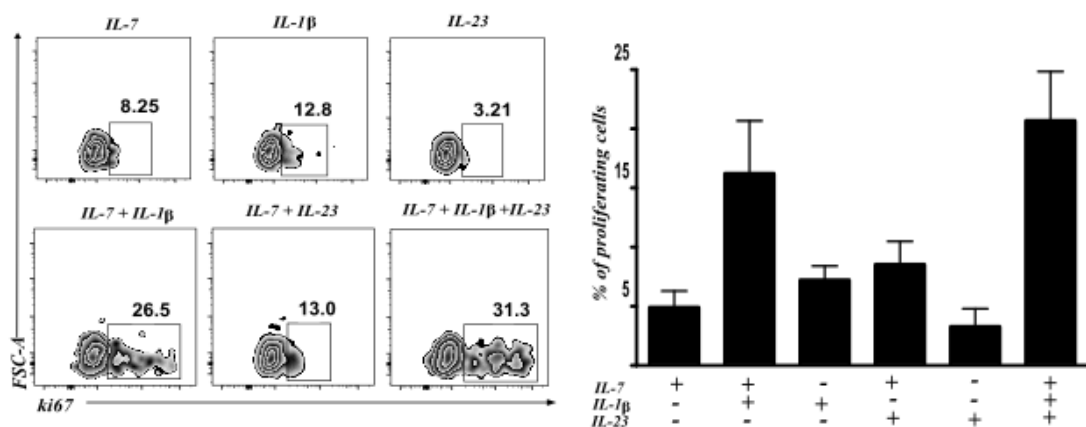 IL-7 IL-1β IL-23
8.25 12.8 3.21
IL-7 + IL-1β IL-7 + IL-23 IL-7 + IL-1β +IL-23
26.5 13.0 31.3
FSC-A
ki67
% of proliferating cells
25
15
5
IL-7 + + - + - +
IL-1β - + + - - +
IL-23 - - - + + +